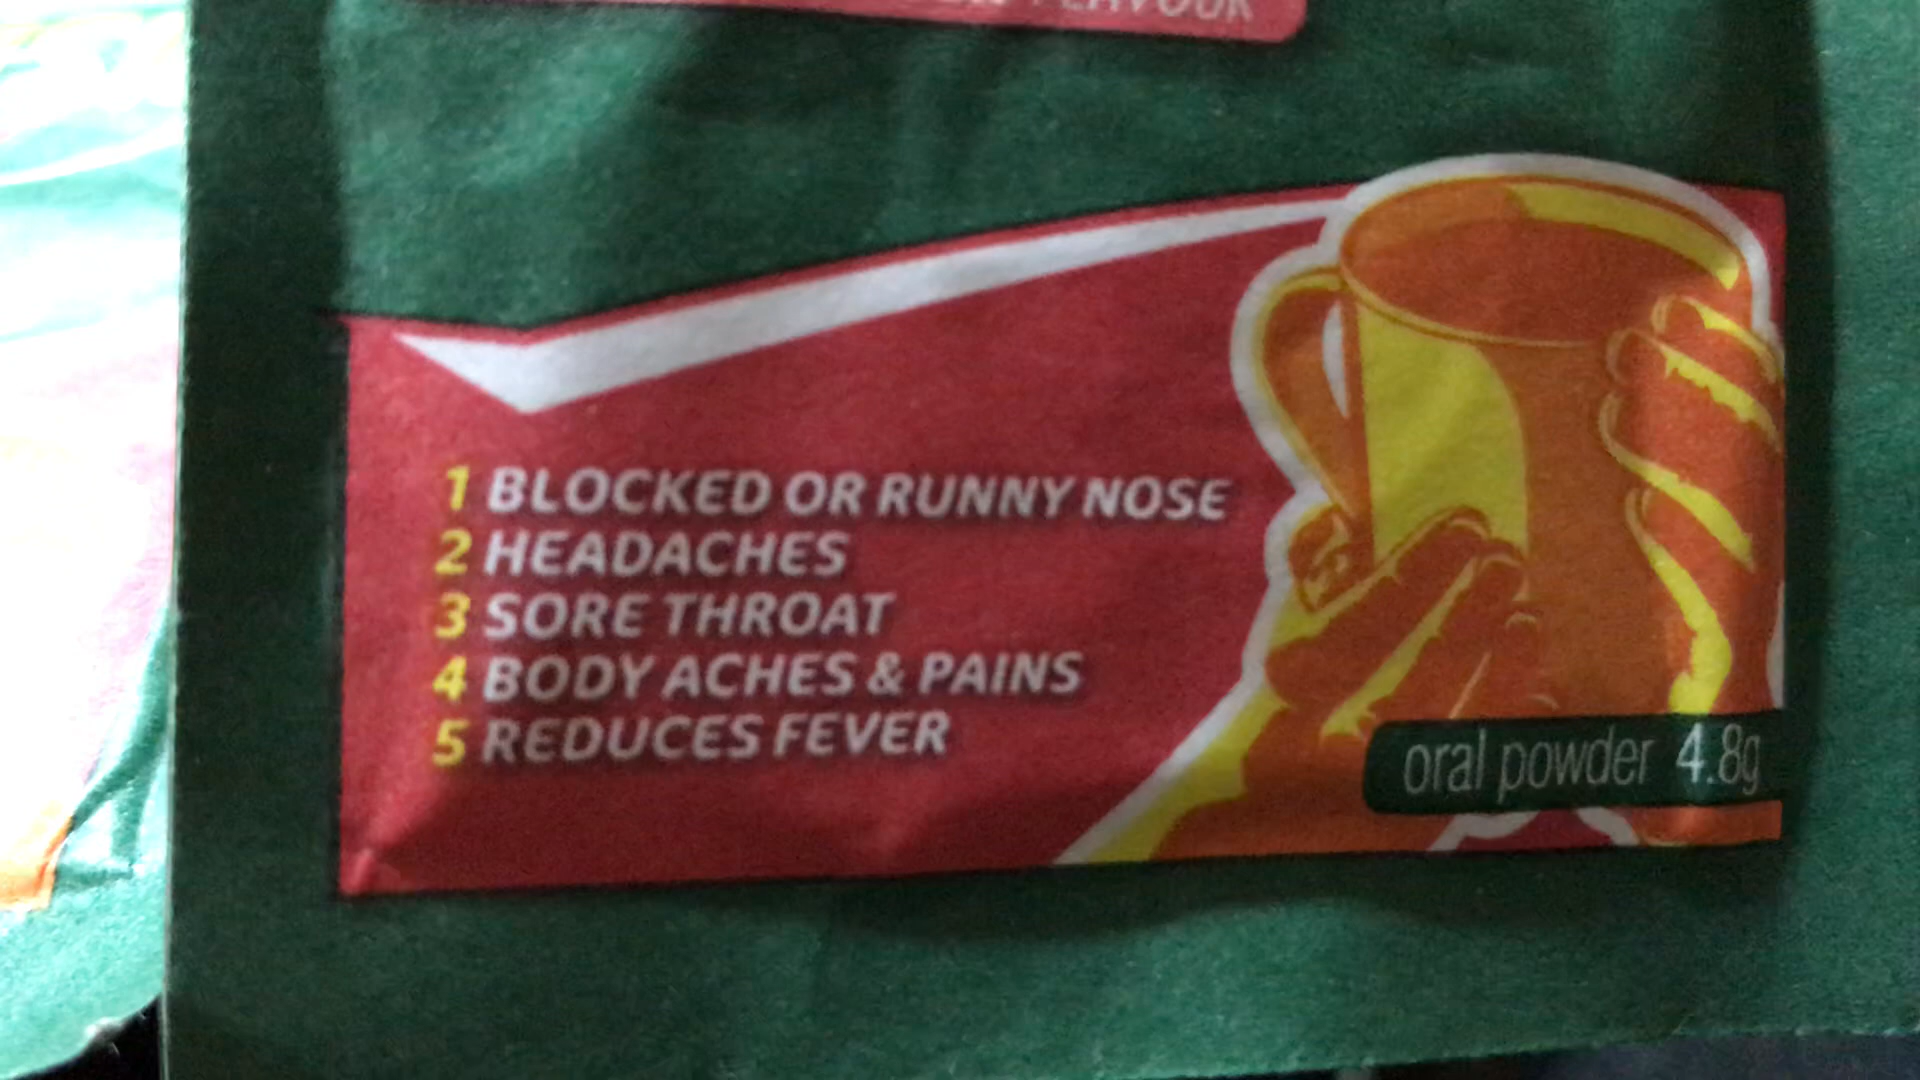 FLAVOUR
1 BLOCKED OR RUNNY NOSE
2 HEADACHES
3 SORE THROAT
4 BODY ACHES & PAINS
5 REDUCES FEVER
oral powder 4.8g